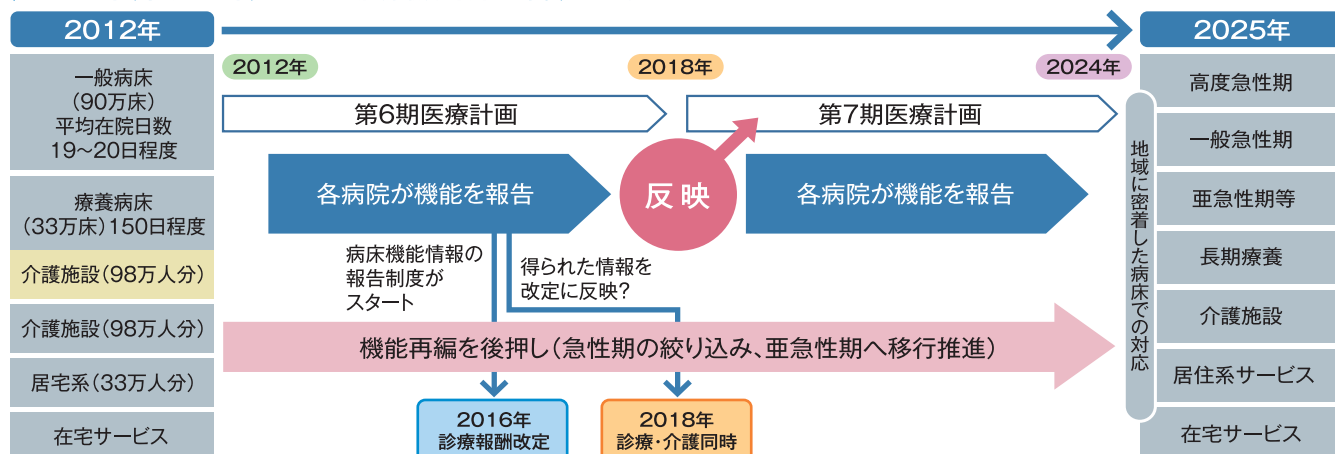 2012年
一般病床
(90万床)
平均在院日数
19〜20日程度
療養病床
(33万床)150日程度
介護施設(98万人分)
介護施設(98万人分)
居宅系(33万人分)
在宅サービス
2012年
2018年
2024年
第6期医療計画
第7期医療計画
各病院が機能を報告
反映
各病院が機能を報告
病床機能情報の
報告制度が
スタート
得られた情報を
改定に反映?
機能再編を後押し(急性期の絞り込み、亜急性期へ移行推進)
2016年
診療報酬改定
2018年
診療・介護同時
地域に密着した病床での対応
2025年
高度急性期
一般急性期
亜急性期等
長期療養
介護施設
居住系サービス
在宅サービス